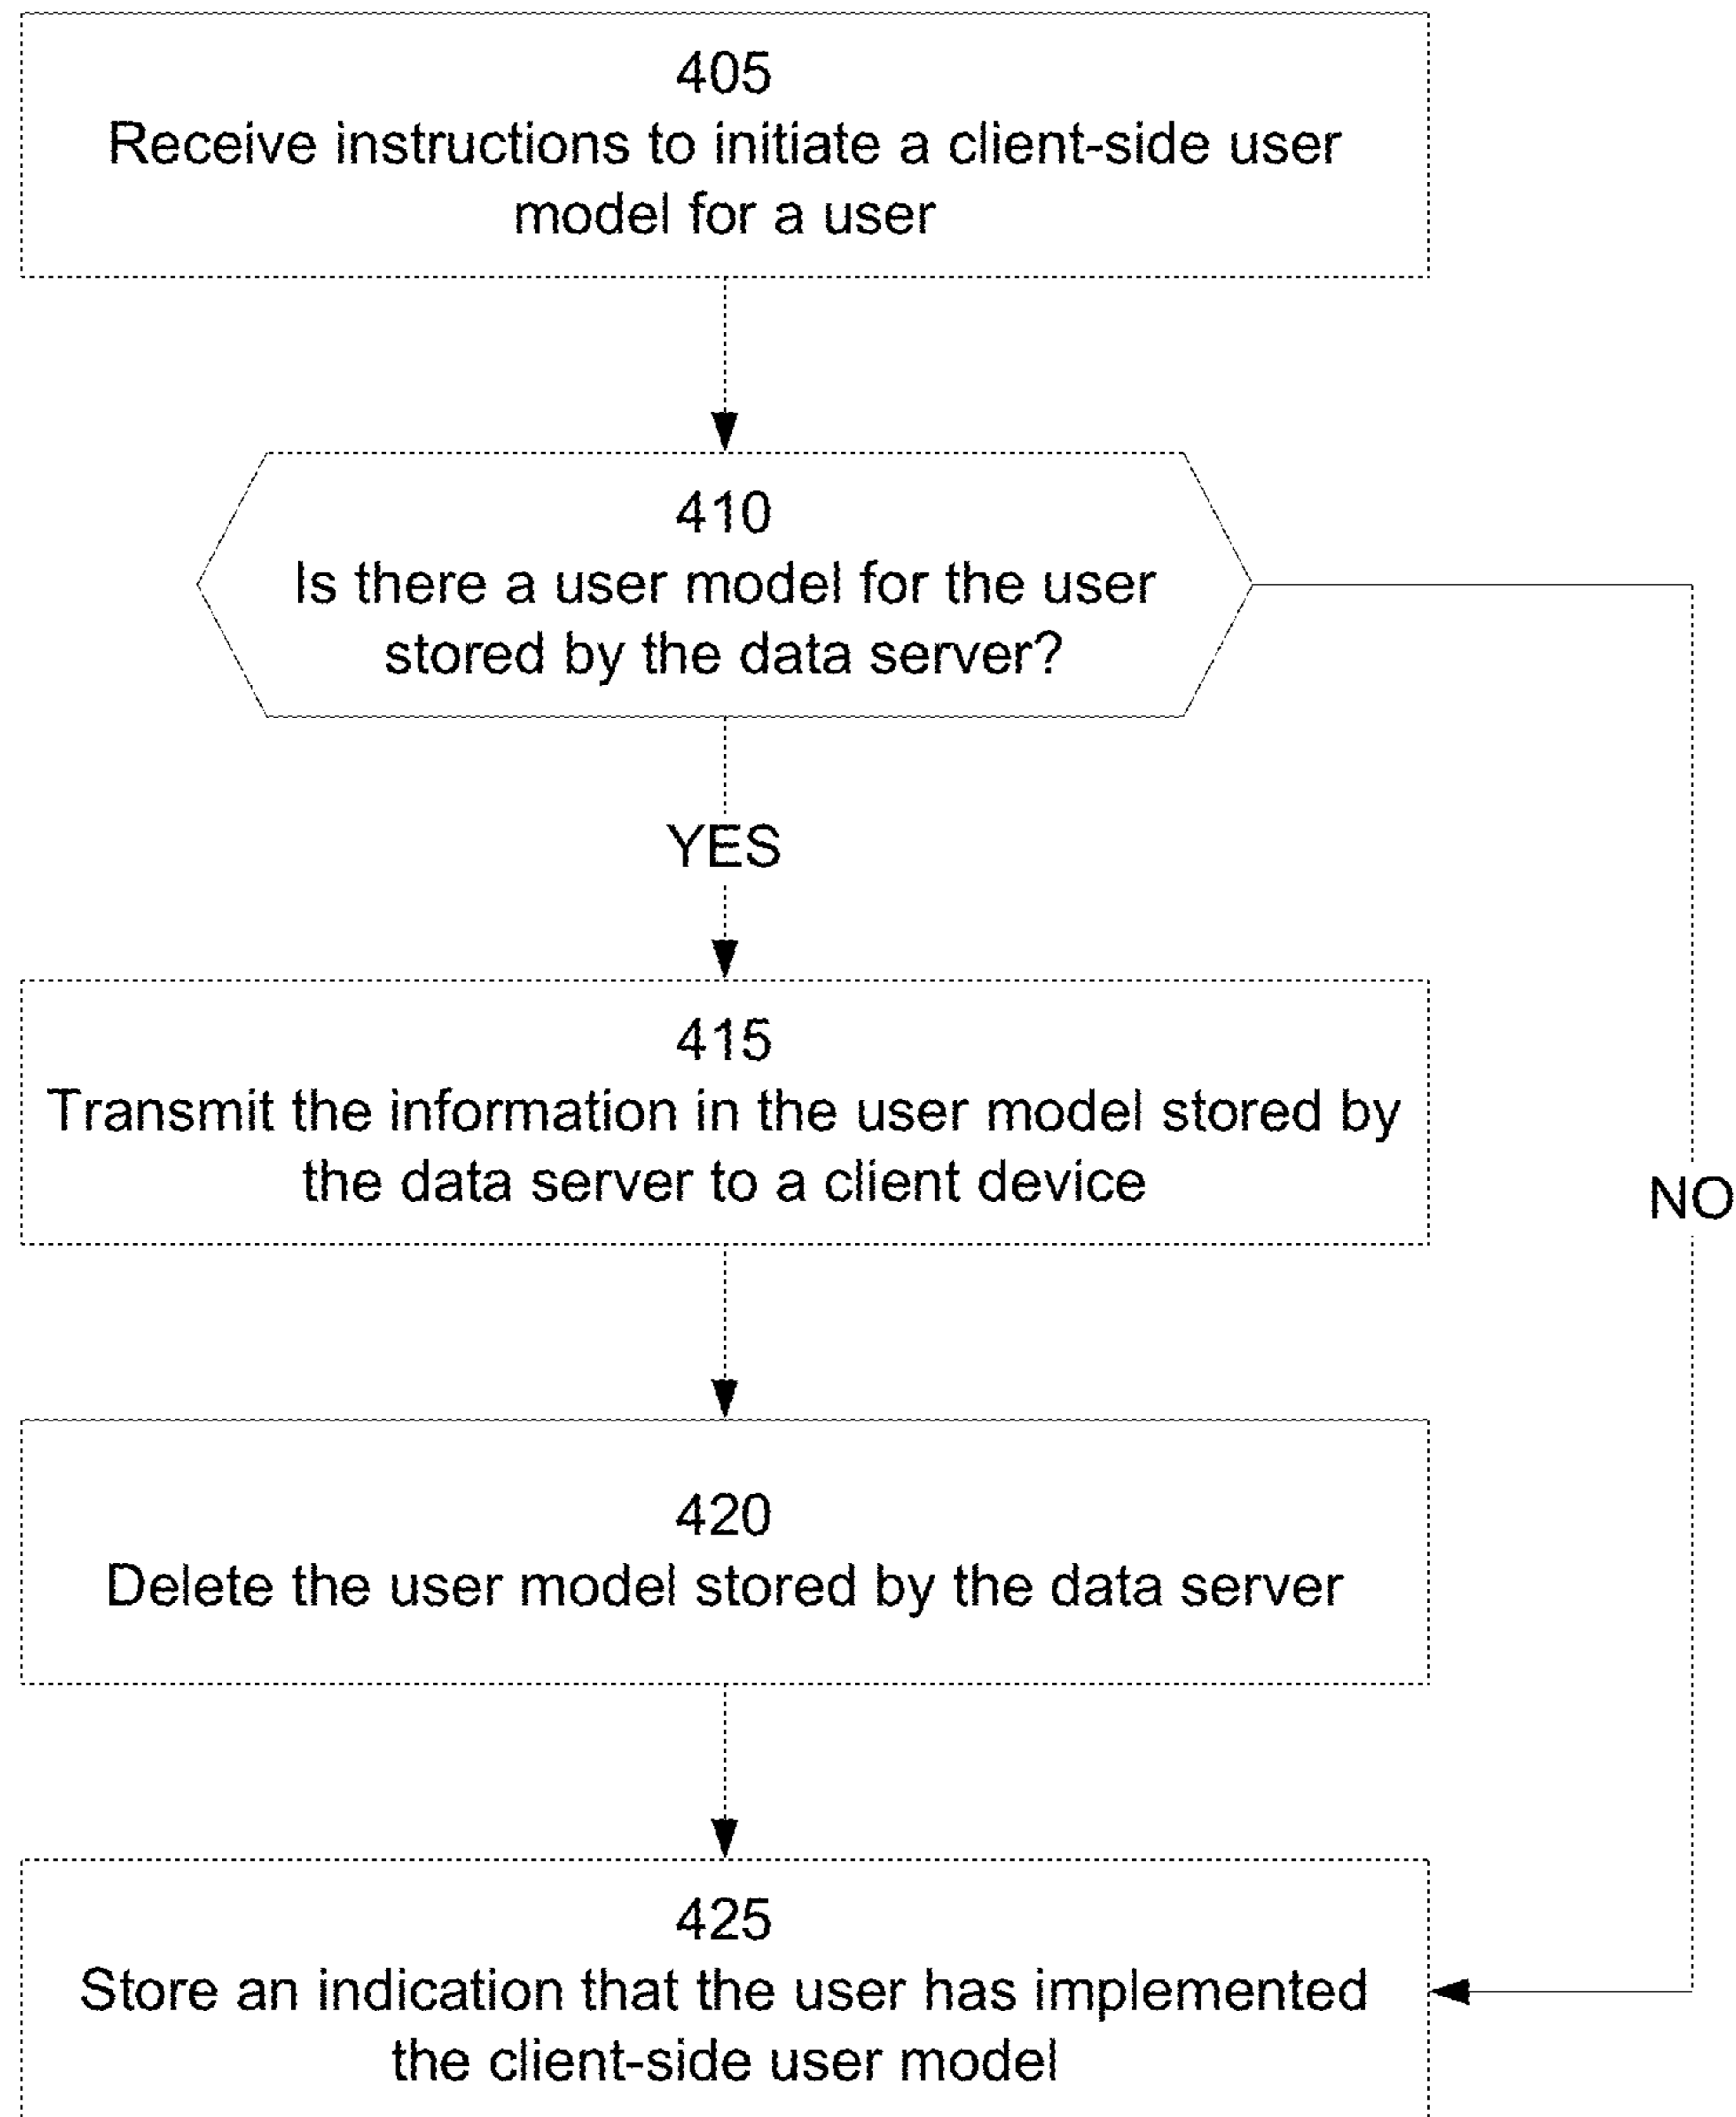 405
Receive instructions to initiate a client-side user
model for a user
410
Is there a user model for the user
stored by the data server?
YES
415
Transmit the information in the user model stored by
the data server to a client device
NO
420
Delete the user model stored by the data server
425
Store an indication that the user has implemented
the client-side user model